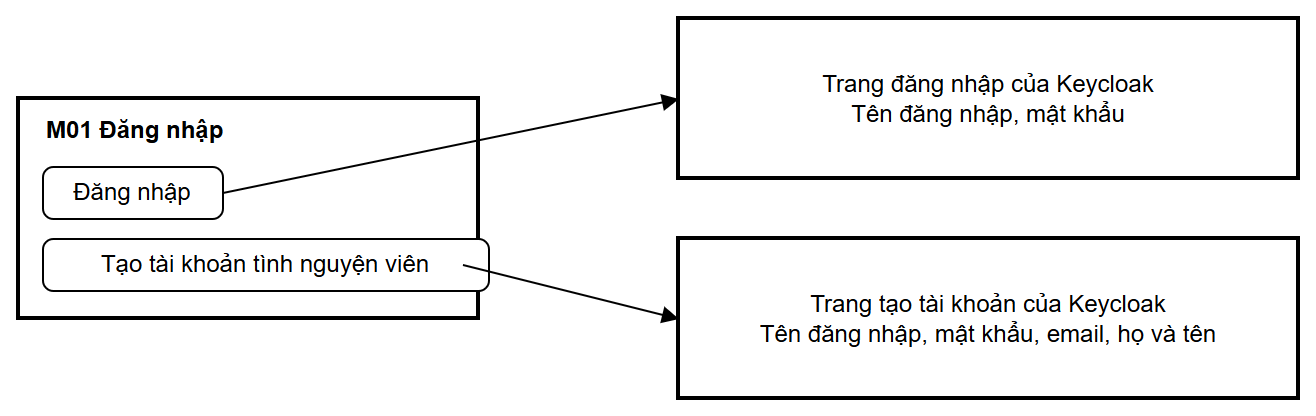 M01 Đăng nhập
Đăng nhập
Tạo tài khoản tình nguyện viên
Trang đăng nhập của Keycloak
Tên đăng nhập, mật khẩu
Trang tạo tài khoản của Keycloak
Tên đăng nhập, mật khẩu, email, họ và tên